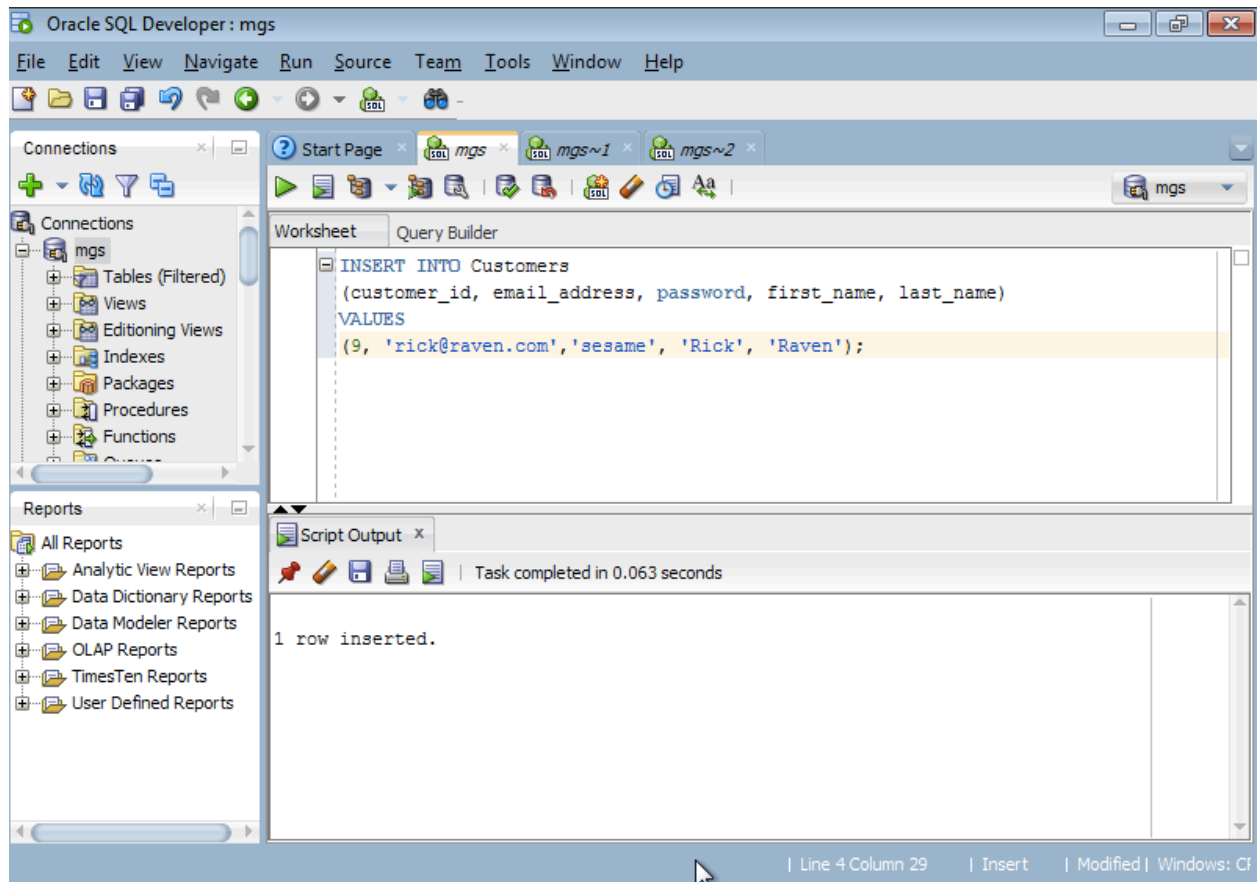 Oracle SQL Developer : mgs
File Edit View Navigate Run Source Team Tools Window Help
Connections
Start Page mgs mgs~1 mgs~2
mgs
Connections
mgs
Tables (Filtered)
Views
Editioning Views
Indexes
Packages
Procedures
Functions
Worksheet Query Builder
INSERT INTO Customers
(customer_id, email_address, password, first_name, last_name)
VALUES
(9, 'rick@raven.com','sesame', 'Rick', 'Raven');
Reports
All Reports
Analytic View Reports
Data Dictionary Reports
Data Modeler Reports
OLAP Reports
TimesTen Reports
User Defined Reports
Script Output
Task completed in 0.063 seconds
1 row inserted.
| Line 4 Column 29 | Insert | Modified | Windows: